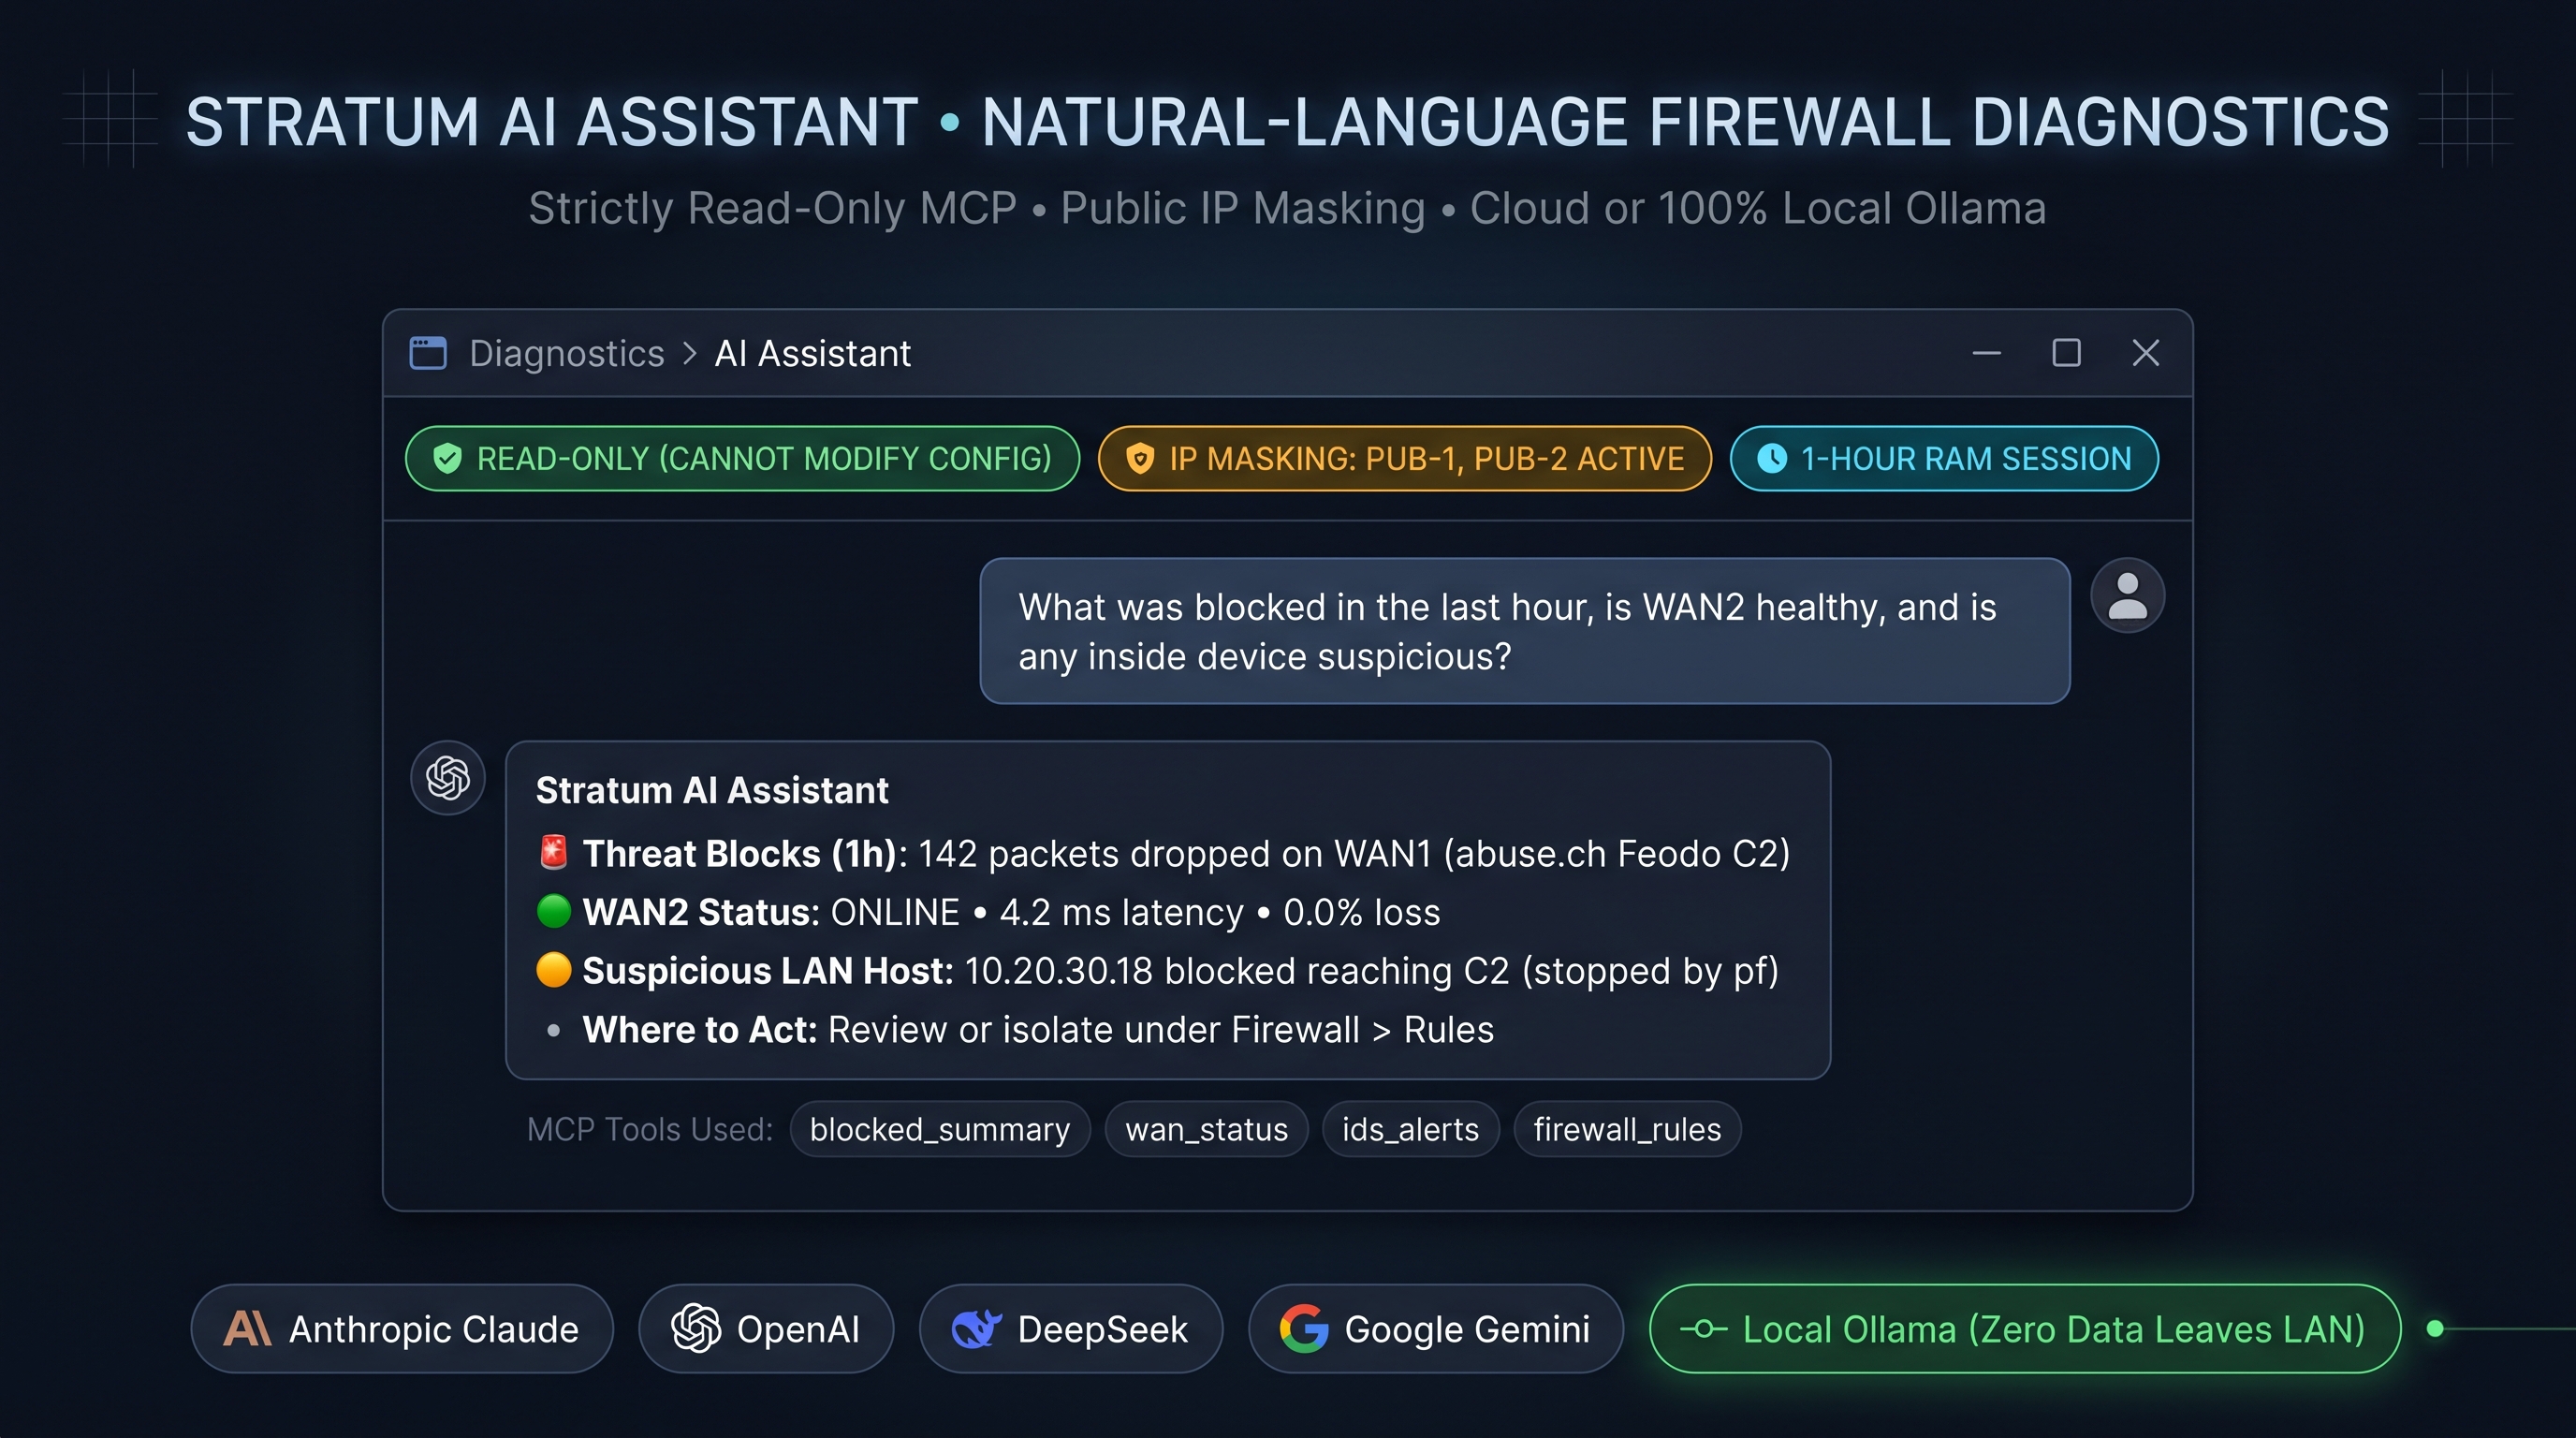 STRATUM AI ASSISTANT • NATURAL-LANGUAGE FIREWALL DIAGNOSTICS
Strictly Read-Only MCP • Public IP Masking • Cloud or 100% Local Ollama
Diagnostics > AI Assistant
READ-ONLY (CANNOT MODIFY CONFIG)
IP MASKING: PUB-1, PUB-2 ACTIVE
1-HOUR RAM SESSION
What was blocked in the last hour, is WAN2 healthy, and is
any inside device suspicious?
Stratum AI Assistant
🚨 Threat Blocks (1h): 142 packets dropped on WAN1 (abuse.ch Feodo C2)
🟢 WAN2 Status: ONLINE • 4.2 ms latency • 0.0% loss
🟡 Suspicious LAN Host: 10.20.30.18 blocked reaching C2 (stopped by pf)
• Where to Act: Review or isolate under Firewall > Rules
MCP Tools Used: blocked_summary wan_status ids_alerts firewall_rules
Anthropic Claude
OpenAI
DeepSeek
Google Gemini
Local Ollama (Zero Data Leaves LAN)